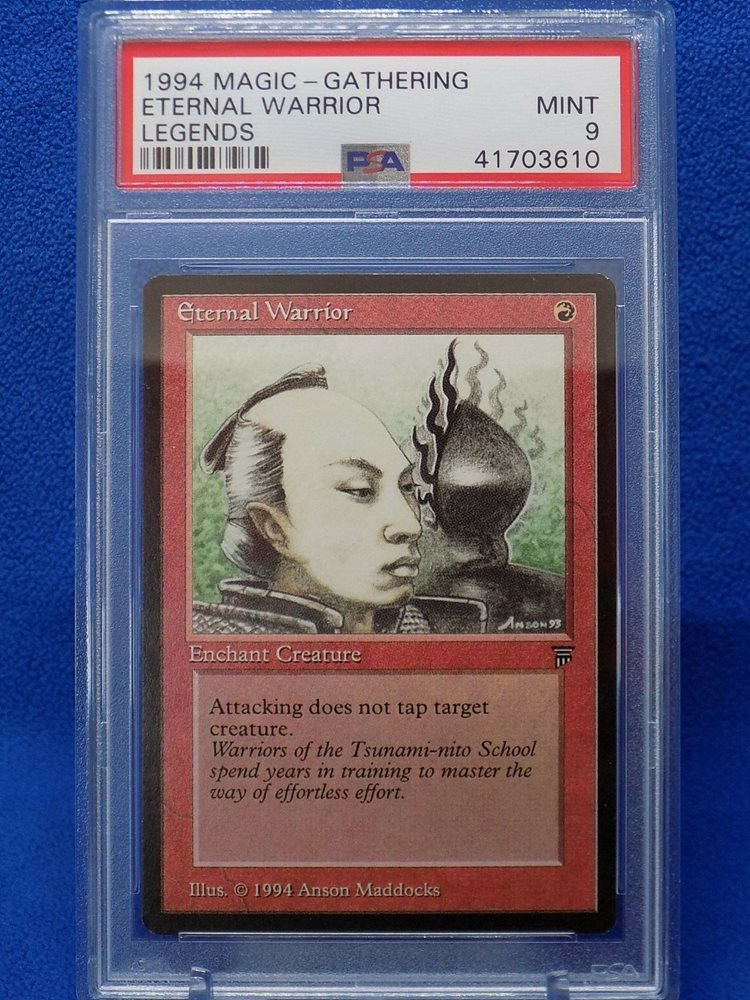 1994 MAGIC – GATHERING
ETERNAL WARRIOR MINT
LEGENDS 9
PSA 41703610
Eternal Warrior
ANSON 93
Enchant Creature
Attacking does not tap target
creature.
Warriors of the Tsunami-nito School
spend years in training to master the
way of effortless effort.
Illus. © 1994 Anson Maddocks
PSA